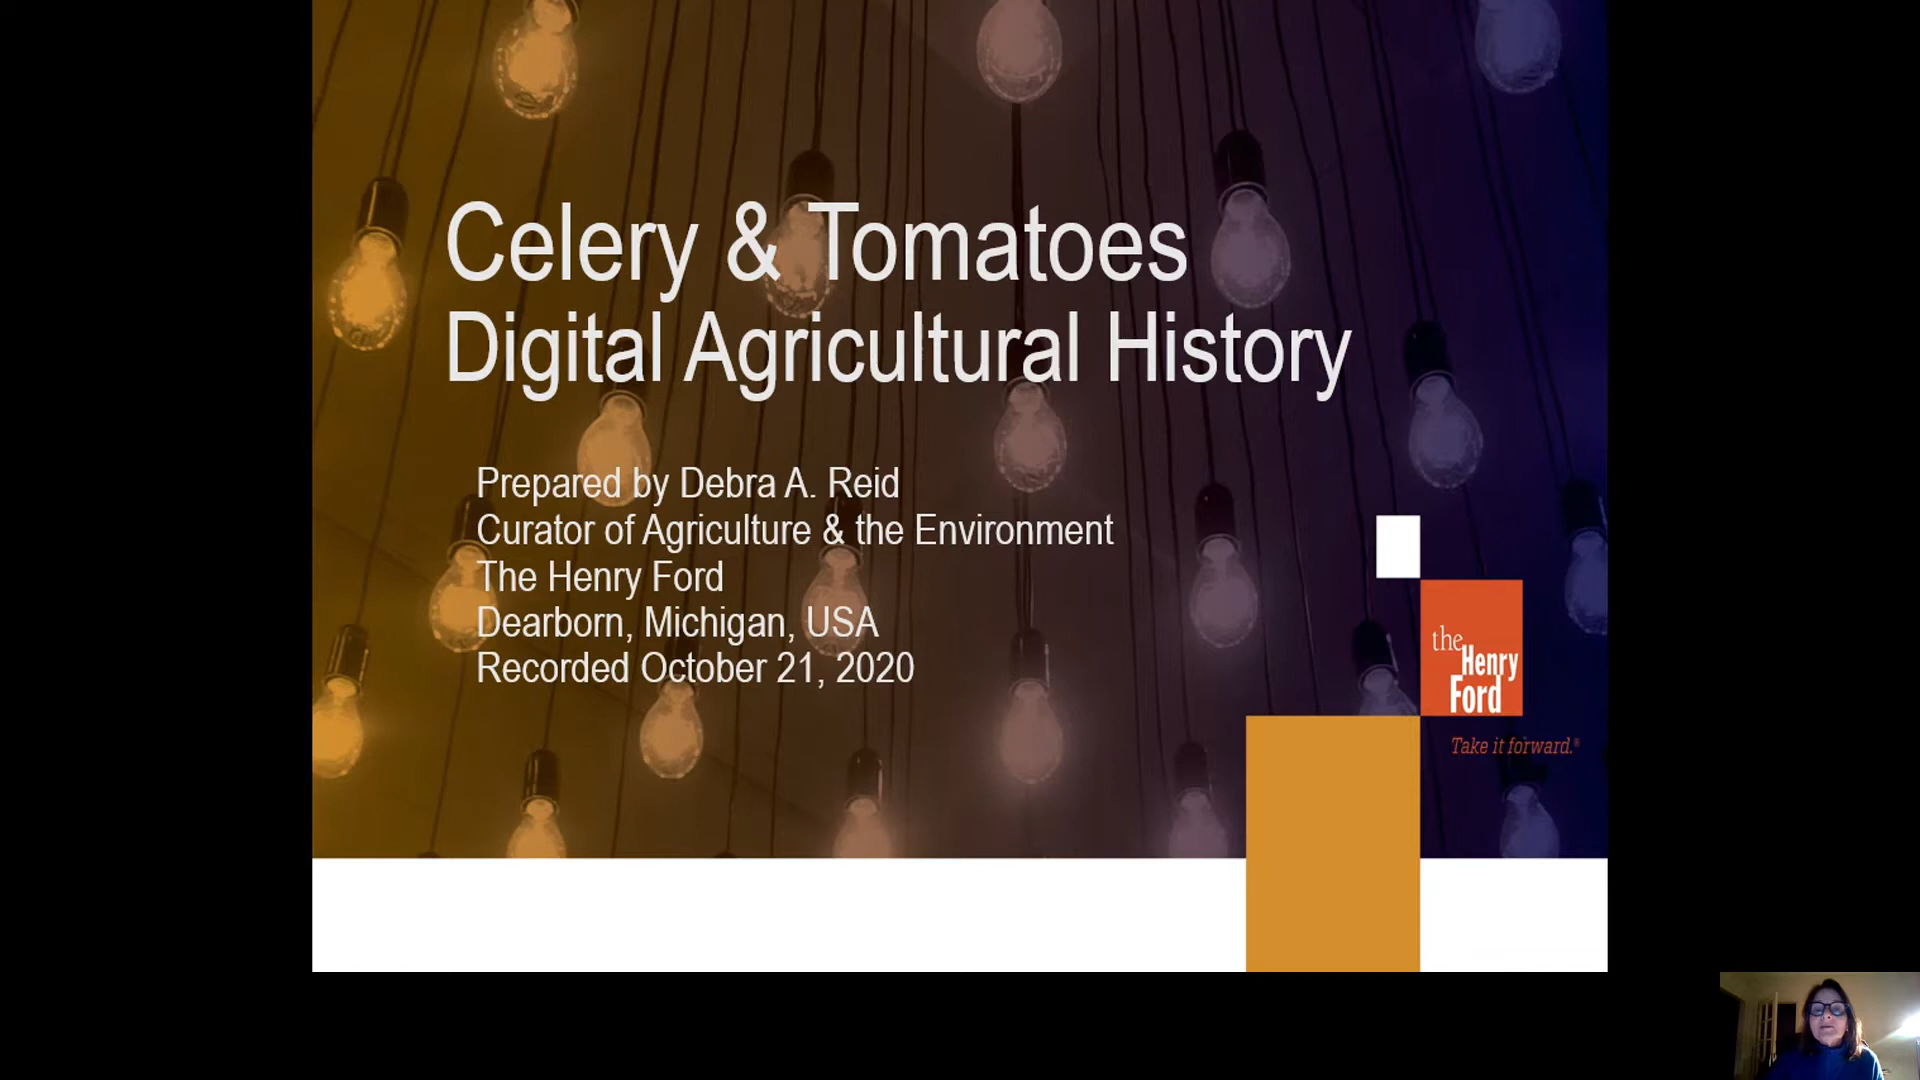 Celery & Tomatoes
Digital Agricultural History
Prepared by Debra A. Reid
Curator of Agriculture & the Environment
The Henry Ford
Dearborn, Michigan, USA
Recorded October 21, 2020
the
Henry
Ford
Take it forward.®